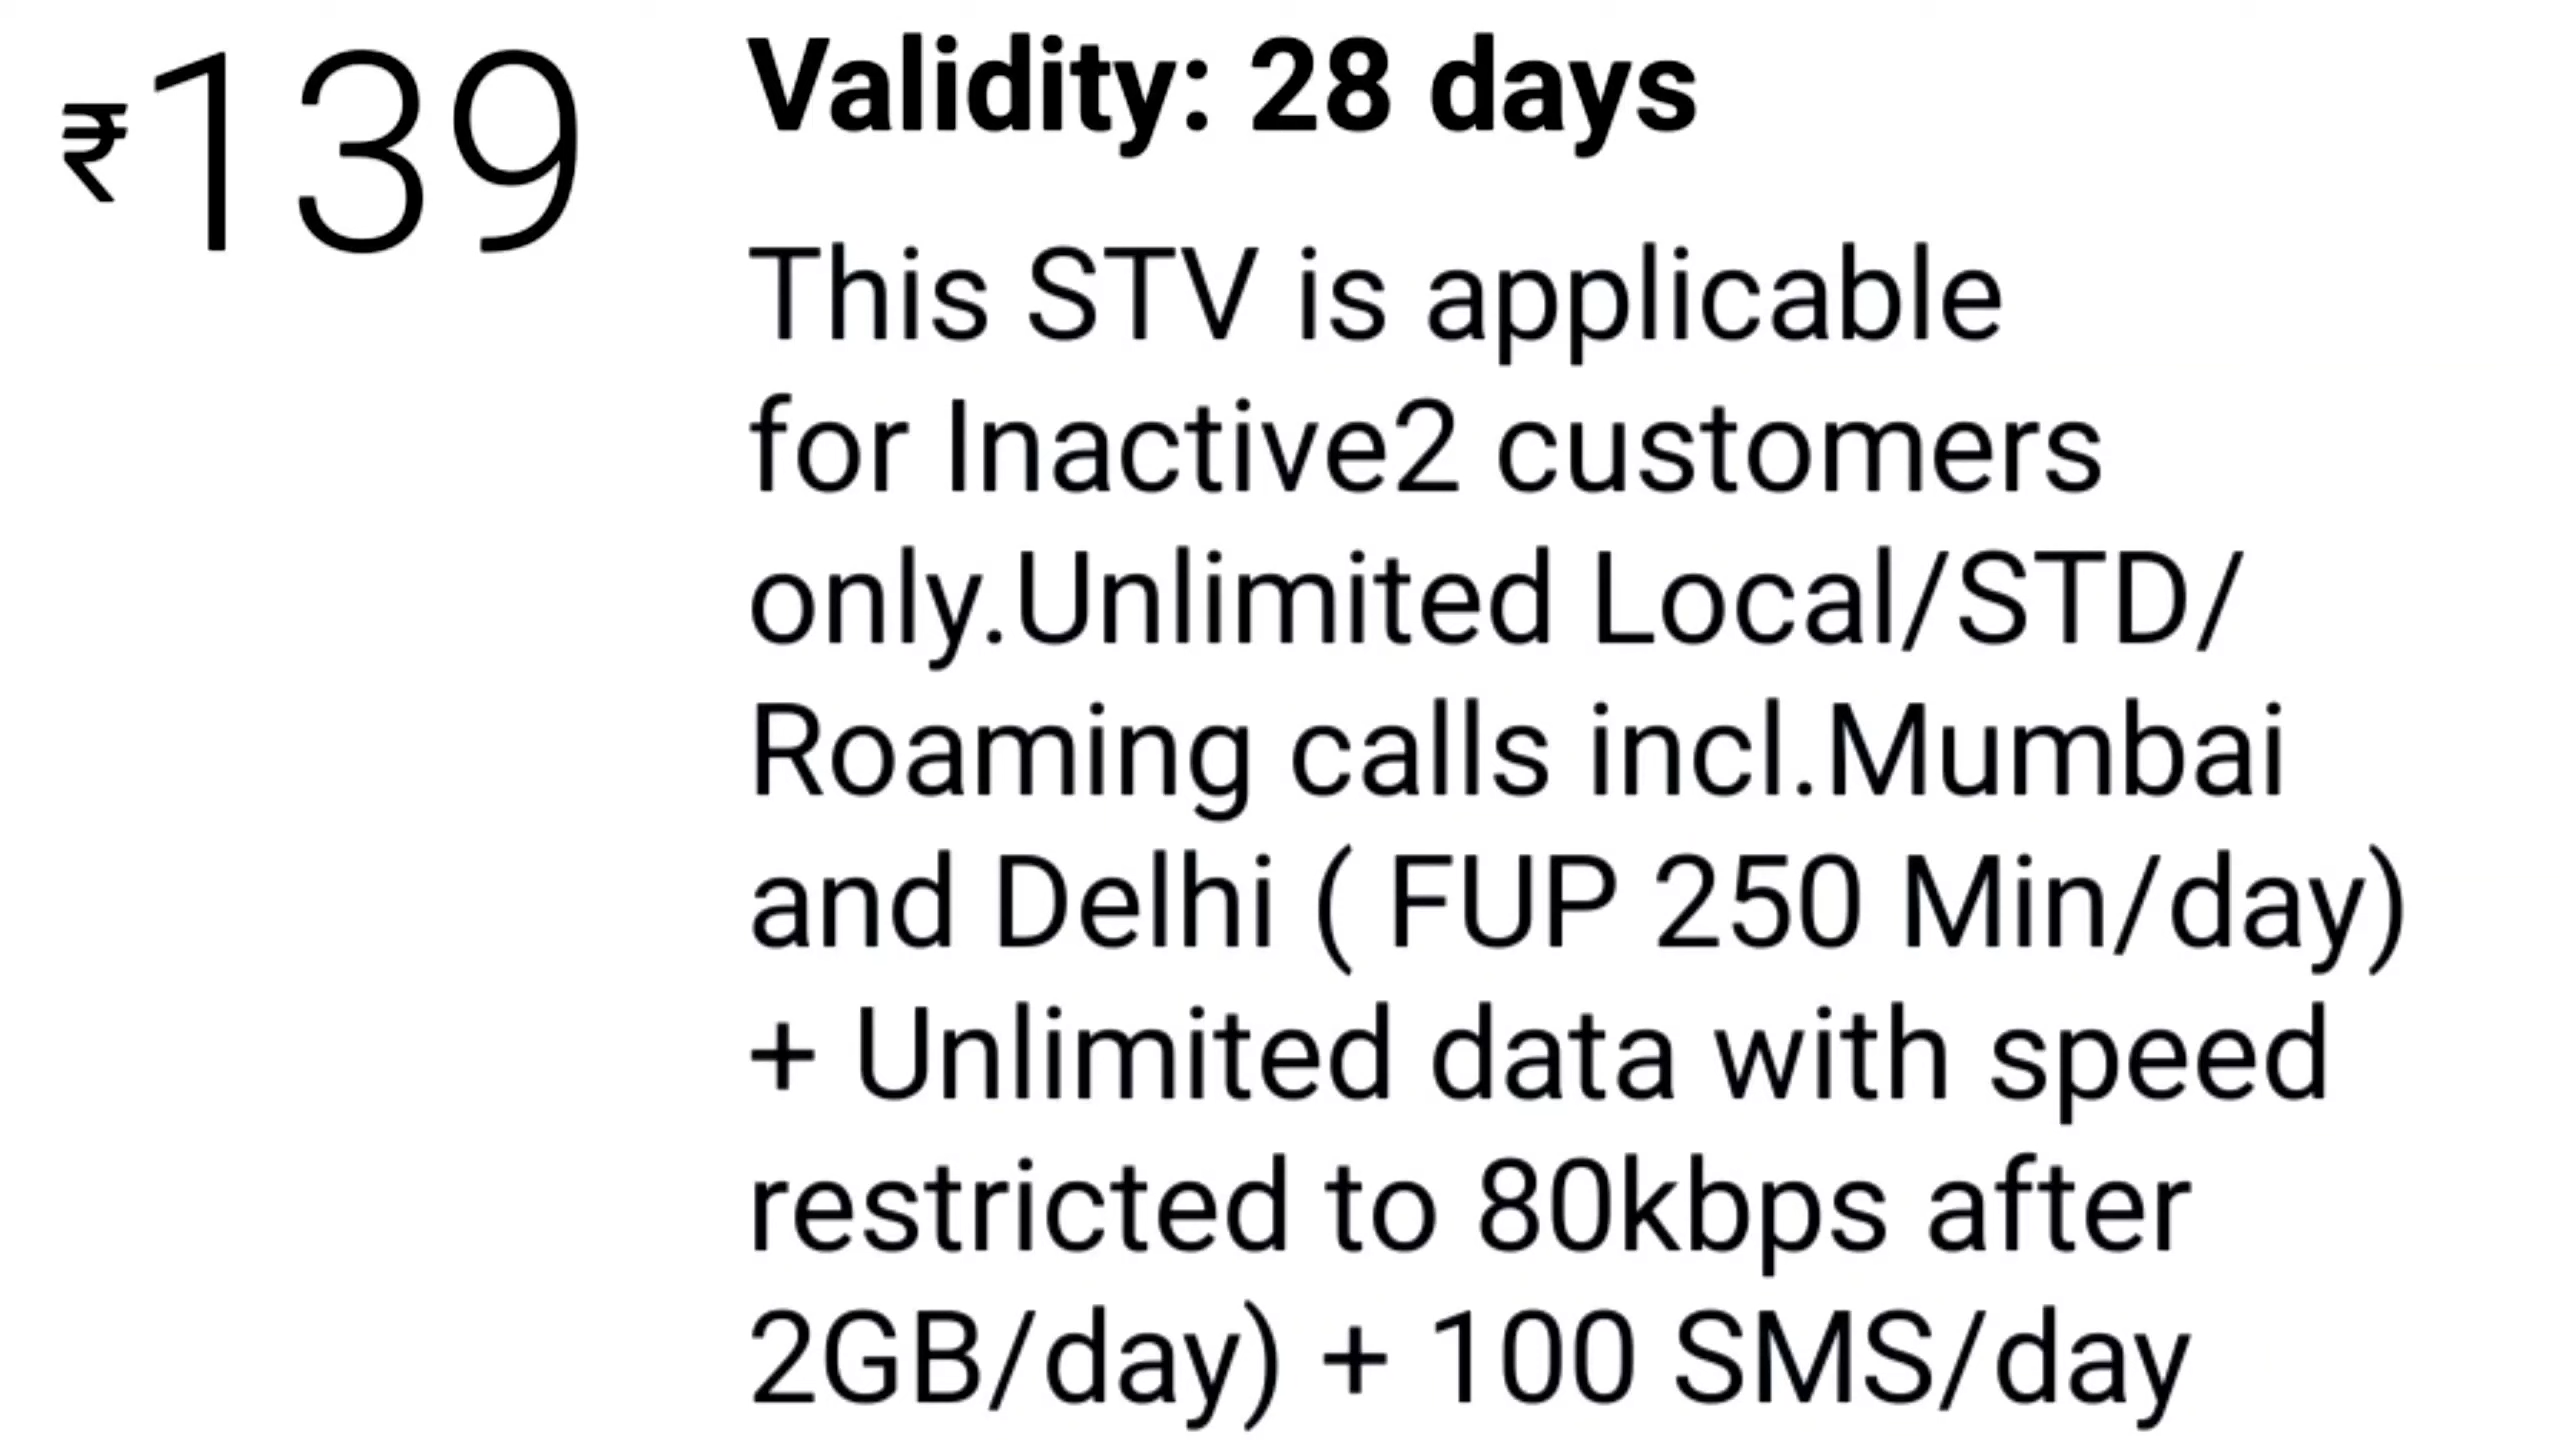 ₹139
Validity: 28 days
This STV is applicable
for Inactive2 customers
only.Unlimited Local/STD/
Roaming calls incl.Mumbai
and Delhi ( FUP 250 Min/day)
+ Unlimited data with speed
restricted to 80kbps after
2GB/day) + 100 SMS/day